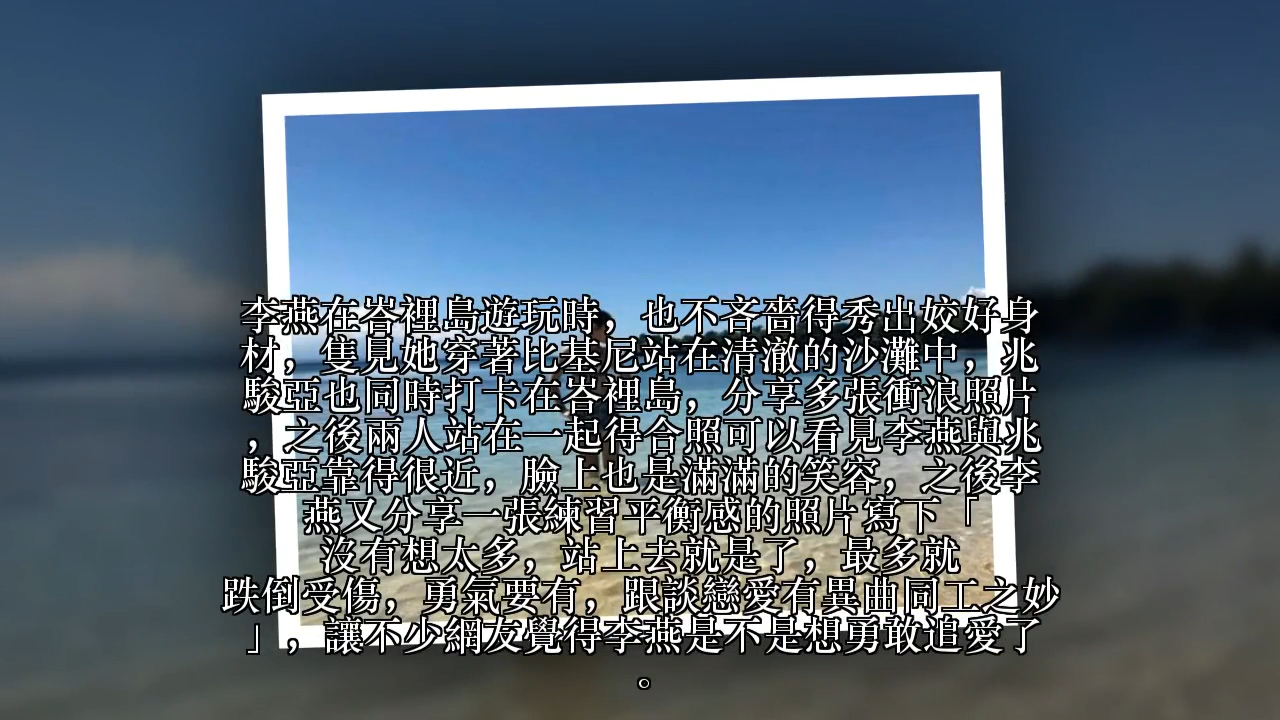 李燕在峇裡島遊玩時，也不吝嗇得秀出姣好身
材，隻見她穿著比基尼站在清澈的沙灘中，兆
駿亞也同時打卡在峇裡島，分享多張衝浪照片
，之後兩人站在一起得合照可以看見李燕與兆
駿亞靠得很近，臉上也是滿滿的笑容，之後李
燕又分享一張練習平衡感的照片寫下「
沒有想太多，站上去就是了，最多就
跌倒受傷，勇氣要有，跟談戀愛有異曲同工之妙
」，讓不少網友覺得李燕是不是想勇敢追愛了
。